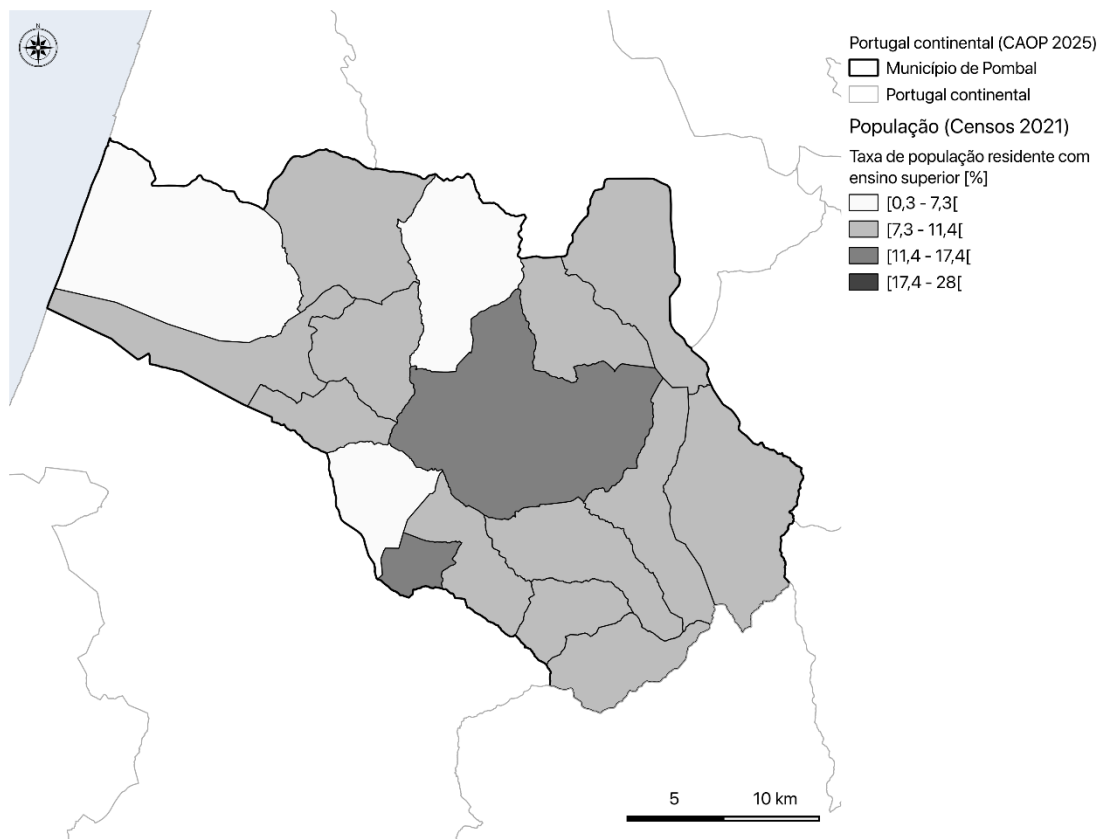 N
Portugal continental (CAOP 2025)
Município de Pombal
Portugal continental
População (Censos 2021)
Taxa de população residente com
ensino superior [%]
[0,3 - 7,3[
[7,3 - 11,4[
[11,4 - 17,4[
[17,4 - 28[
5 10 km